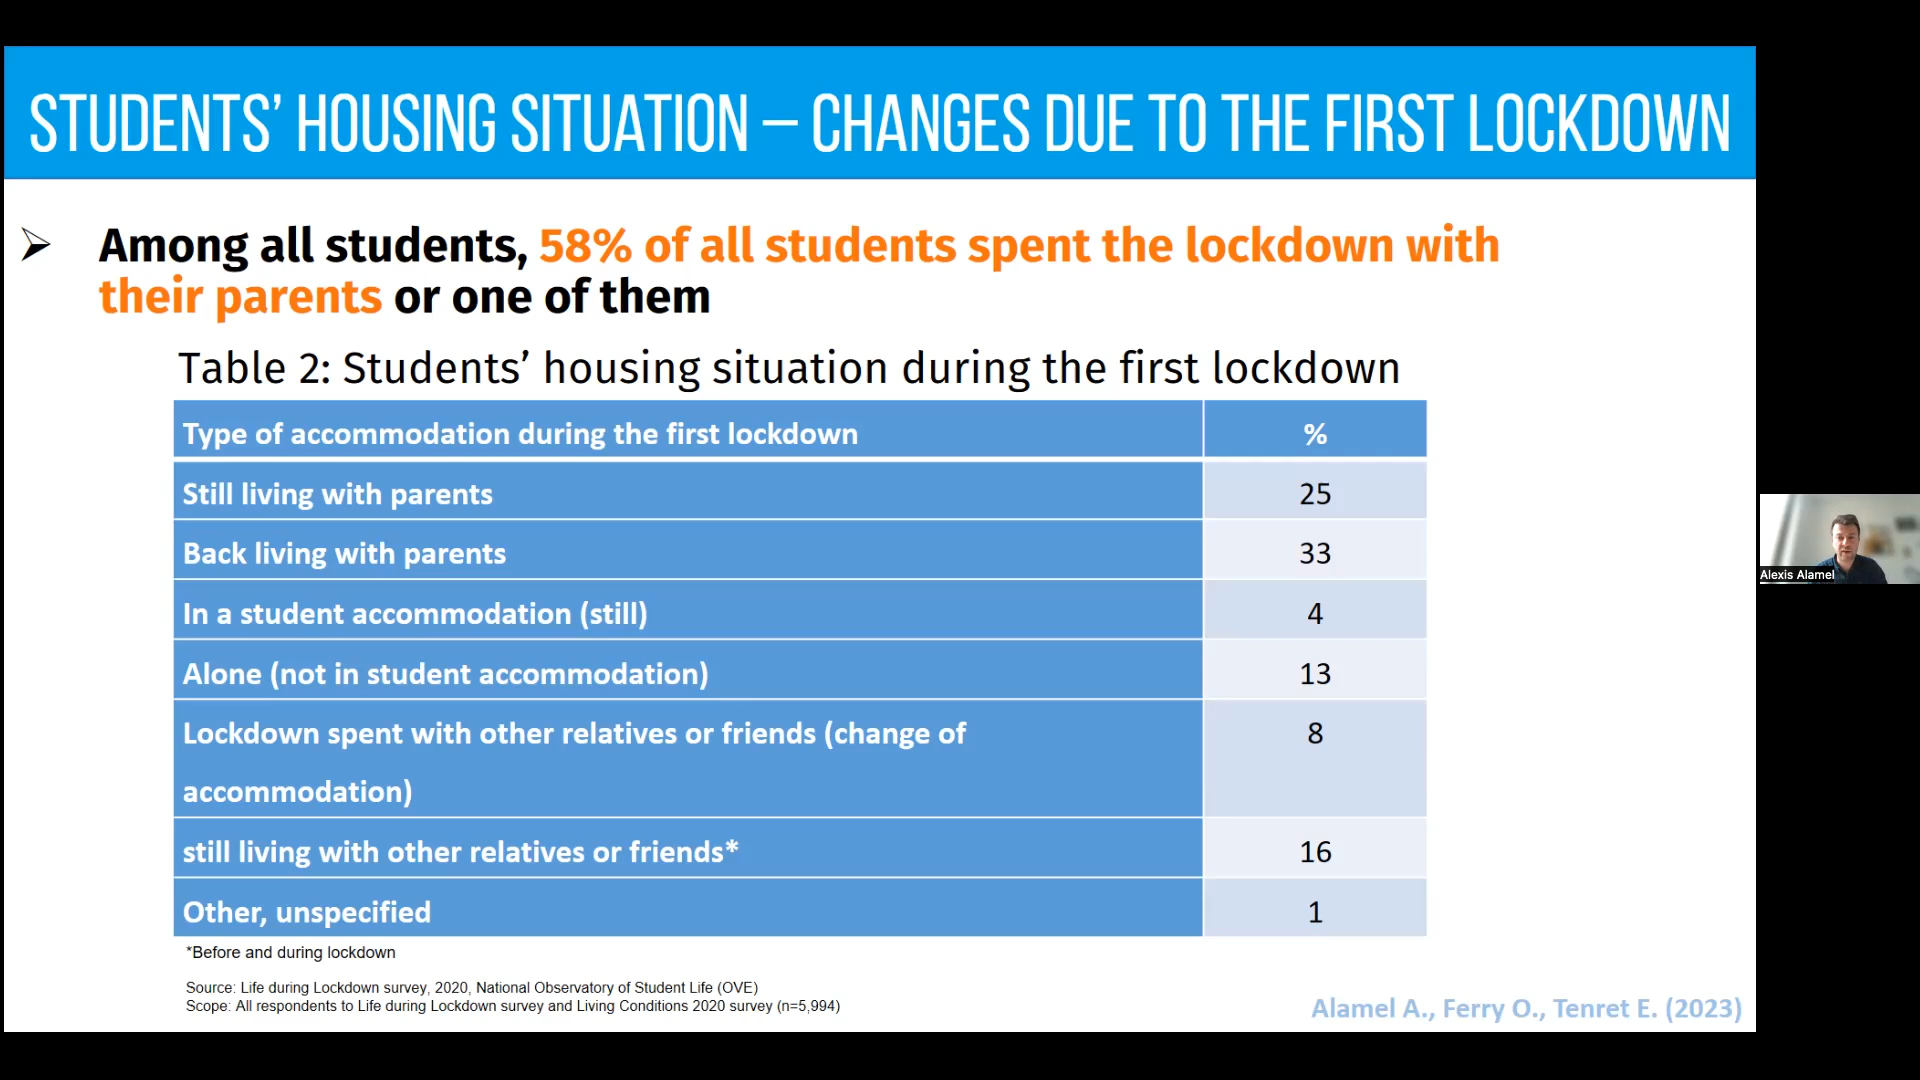 STUDENTS’ HOUSING SITUATION – CHANGES DUE TO THE FIRST LOCKDOWN
Among all students, 58% of all students spent the lockdown with
their parents or one of them
Table 2: Students’ housing situation during the first lockdown
Type of accommodation during the first lockdown %
Still living with parents 25
Back living with parents 33
In a student accommodation (still) 4
Alone (not in student accommodation) 13
Lockdown spent with other relatives or friends (change of 8
accommodation)
still living with other relatives or friends* 16
Other, unspecified 1
*Before and during lockdown
Source: Life during Lockdown survey, 2020, National Observatory of Student Life (OVE)
Scope: All respondents to Life during Lockdown survey and Living Conditions 2020 survey (n=5,994)
Alamel A., Ferry O., Tenret E. (2023)
Alexis Alamel